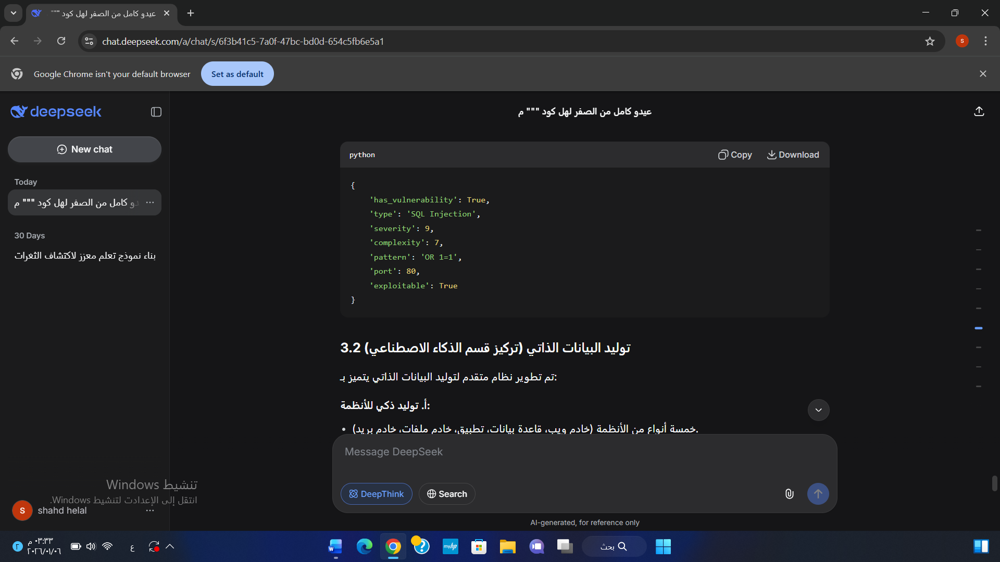 عيدو كامل من الصفر لهل كود """
chat.deepseek.com/a/chat/s/6f3b41c5-7a0f-47bc-bd0d-654c5fb6e5a1
S
Google Chrome isn't your default browser
Set as default
deepseek
عيدو كامل من الصفر لهل كود """ م
New chat
Today
دو كامل من الصفر لهل كود """ م
30 Days
بناء نموذج تعلم معزز لاكتشاف الثغرات
python
Copy
Download
{
'has_vulnerability': True,
'type': 'SQL Injection',
'severity': 9,
'complexity': 7,
'pattern': 'OR 1=1',
'port': 80,
'exploitable': True
}
3.2 توليد البيانات الذاتي (تركيز قسم الذكاء الاصطناعي)
تم تطوير نظام متقدم لتوليد البيانات الذاتي يتميز بـ:
أ. توليد ذكي للأنظمة:
• خمسة أنواع من الأنظمة (خادم ويب، قاعدة بيانات، تطبيق، خادم ملفات، خادم بريد).
Message DeepSeek
DeepThink
Search
AI-generated, for reference only
تنشيط Windows
انتقل إلى الإعدادت لتنشيط Windows.
S
shahd helal
٢
٠٣:٣٣ م
٢٠٢٦/٠١/٠٦
ع
W
?
myhp
بحث